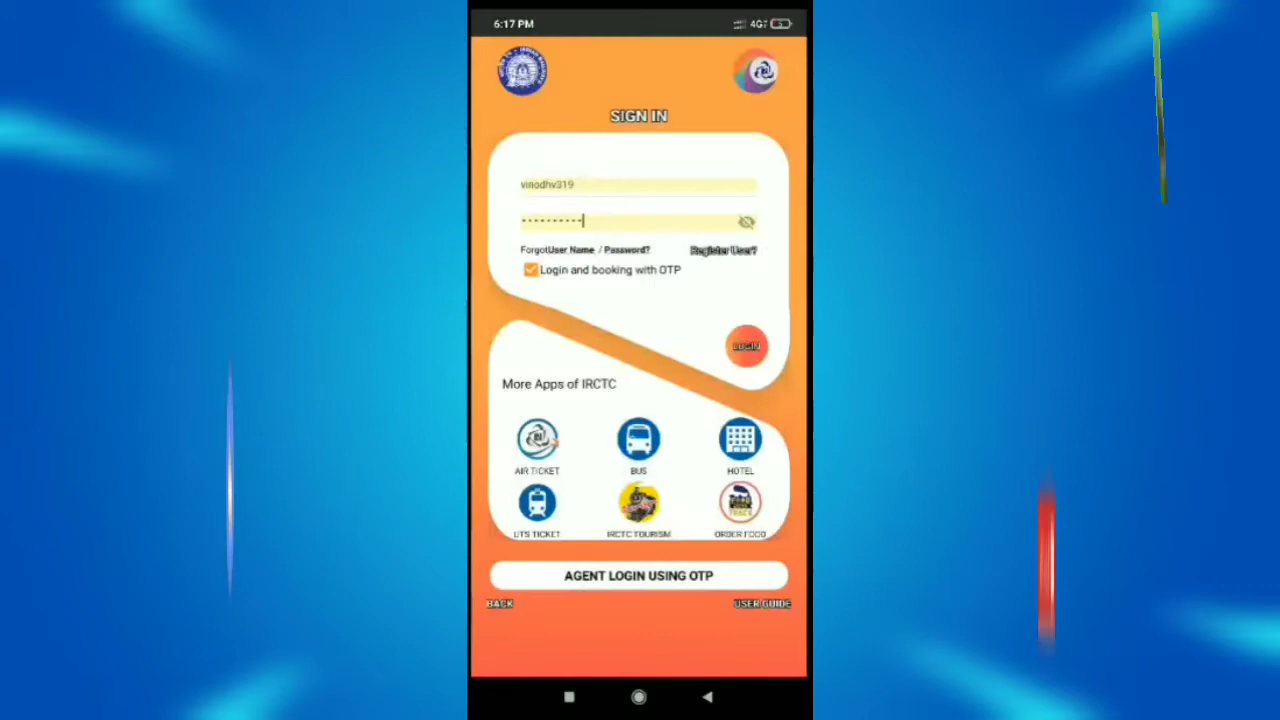 6:17 PM 4G
SIGN IN
vinodhv319
ForgotUser Name / Password? Register User?
Login and booking with OTP
LOGIN
More Apps of IRCTC
AIR TICKET BUS HOTEL
UTS TICKET IRCTC TOURISM ORDER FOOD
AGENT LOGIN USING OTP
BACK USER GUIDE